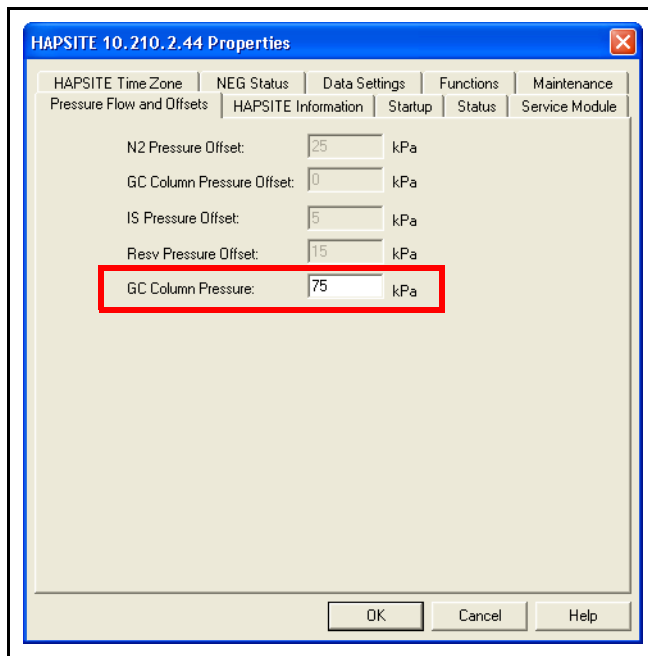 HAPSITE 10.210.2.44 Properties
HAPSITE Time Zone NEG Status Data Settings Functions Maintenance
Pressure Flow and Offsets HAPSITE Information Startup Status Service Module
N2 Pressure Offset: 25 kPa
GC Column Pressure Offset: 0 kPa
IS Pressure Offset: 5 kPa
Resv Pressure Offset: 15 kPa
GC Column Pressure: 75 kPa
OK Cancel Help